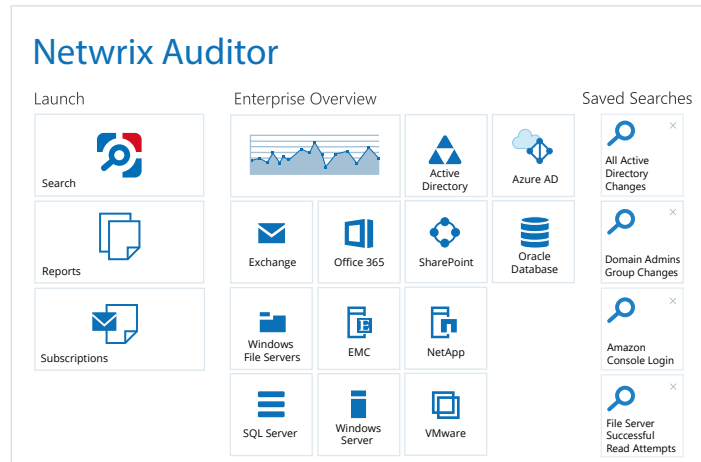 Netwrix Auditor
Launch
Enterprise Overview
Saved Searches
Search
Reports
Subscriptions
Active
Directory
Azure AD
Exchange
Office 365
SharePoint
Oracle
Database
Windows
File Servers
EMC
NetApp
SQL Server
Windows
Server
VMware
All Active
Directory
Changes
Domain Admins
Group Changes
Amazon
Console Login
File Server
Successful
Read Attempts